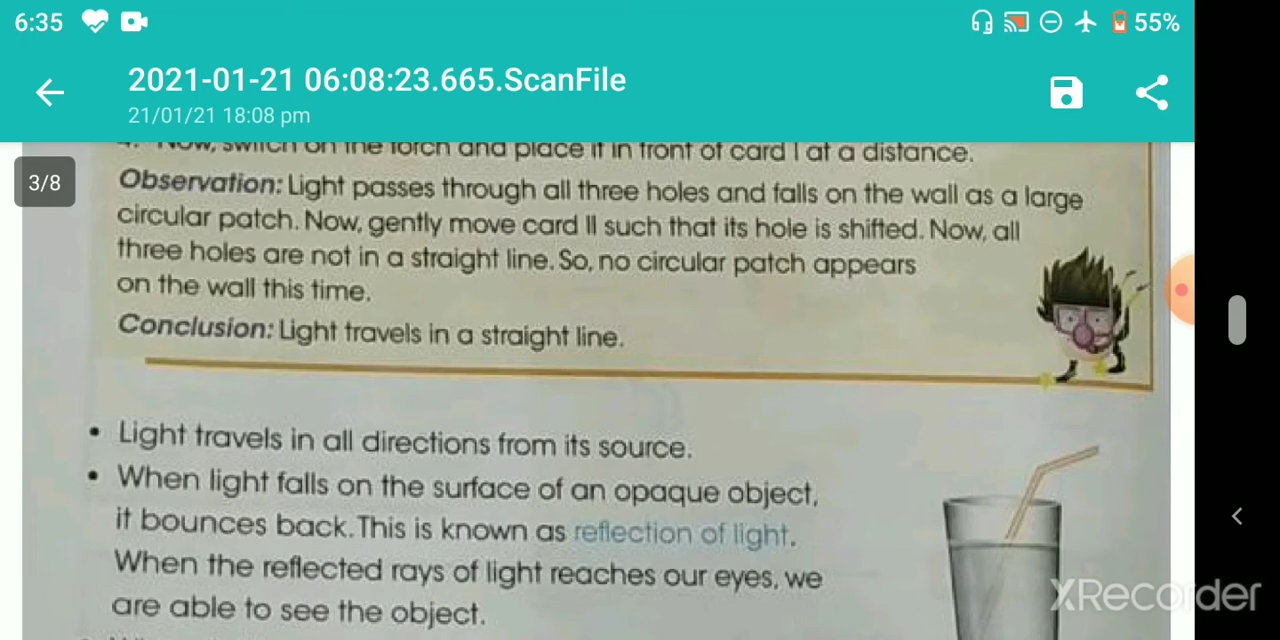 6:35 55%
2021-01-21 06:08:23.665.ScanFile
21/01/21 18:08 pm
3/8
4. Now, switch on the torch and place it in front of card I at a distance.
Observation: Light passes through all three holes and falls on the wall as a large
circular patch. Now, gently move card II such that its hole is shifted. Now, all
three holes are not in a straight line. So, no circular patch appears
on the wall this time.
Conclusion: Light travels in a straight line.
• Light travels in all directions from its source.
• When light falls on the surface of an opaque object,
it bounces back. This is known as reflection of light.
When the reflected rays of light reaches our eyes, we
are able to see the object.
XRecorder